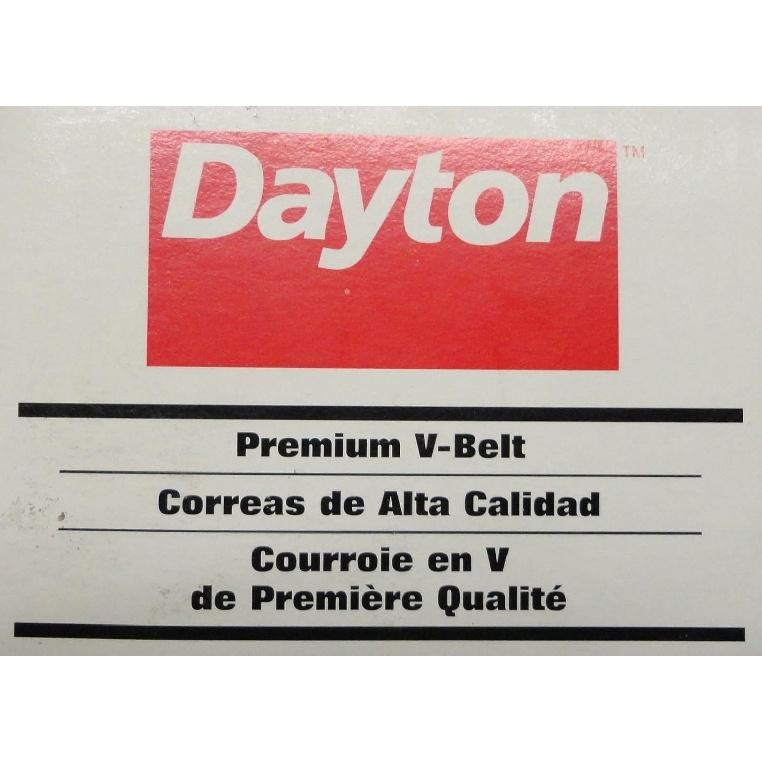 Dayton™
Premium V-Belt
Correas de Alta Calidad
Courroie en V
de Première Qualité